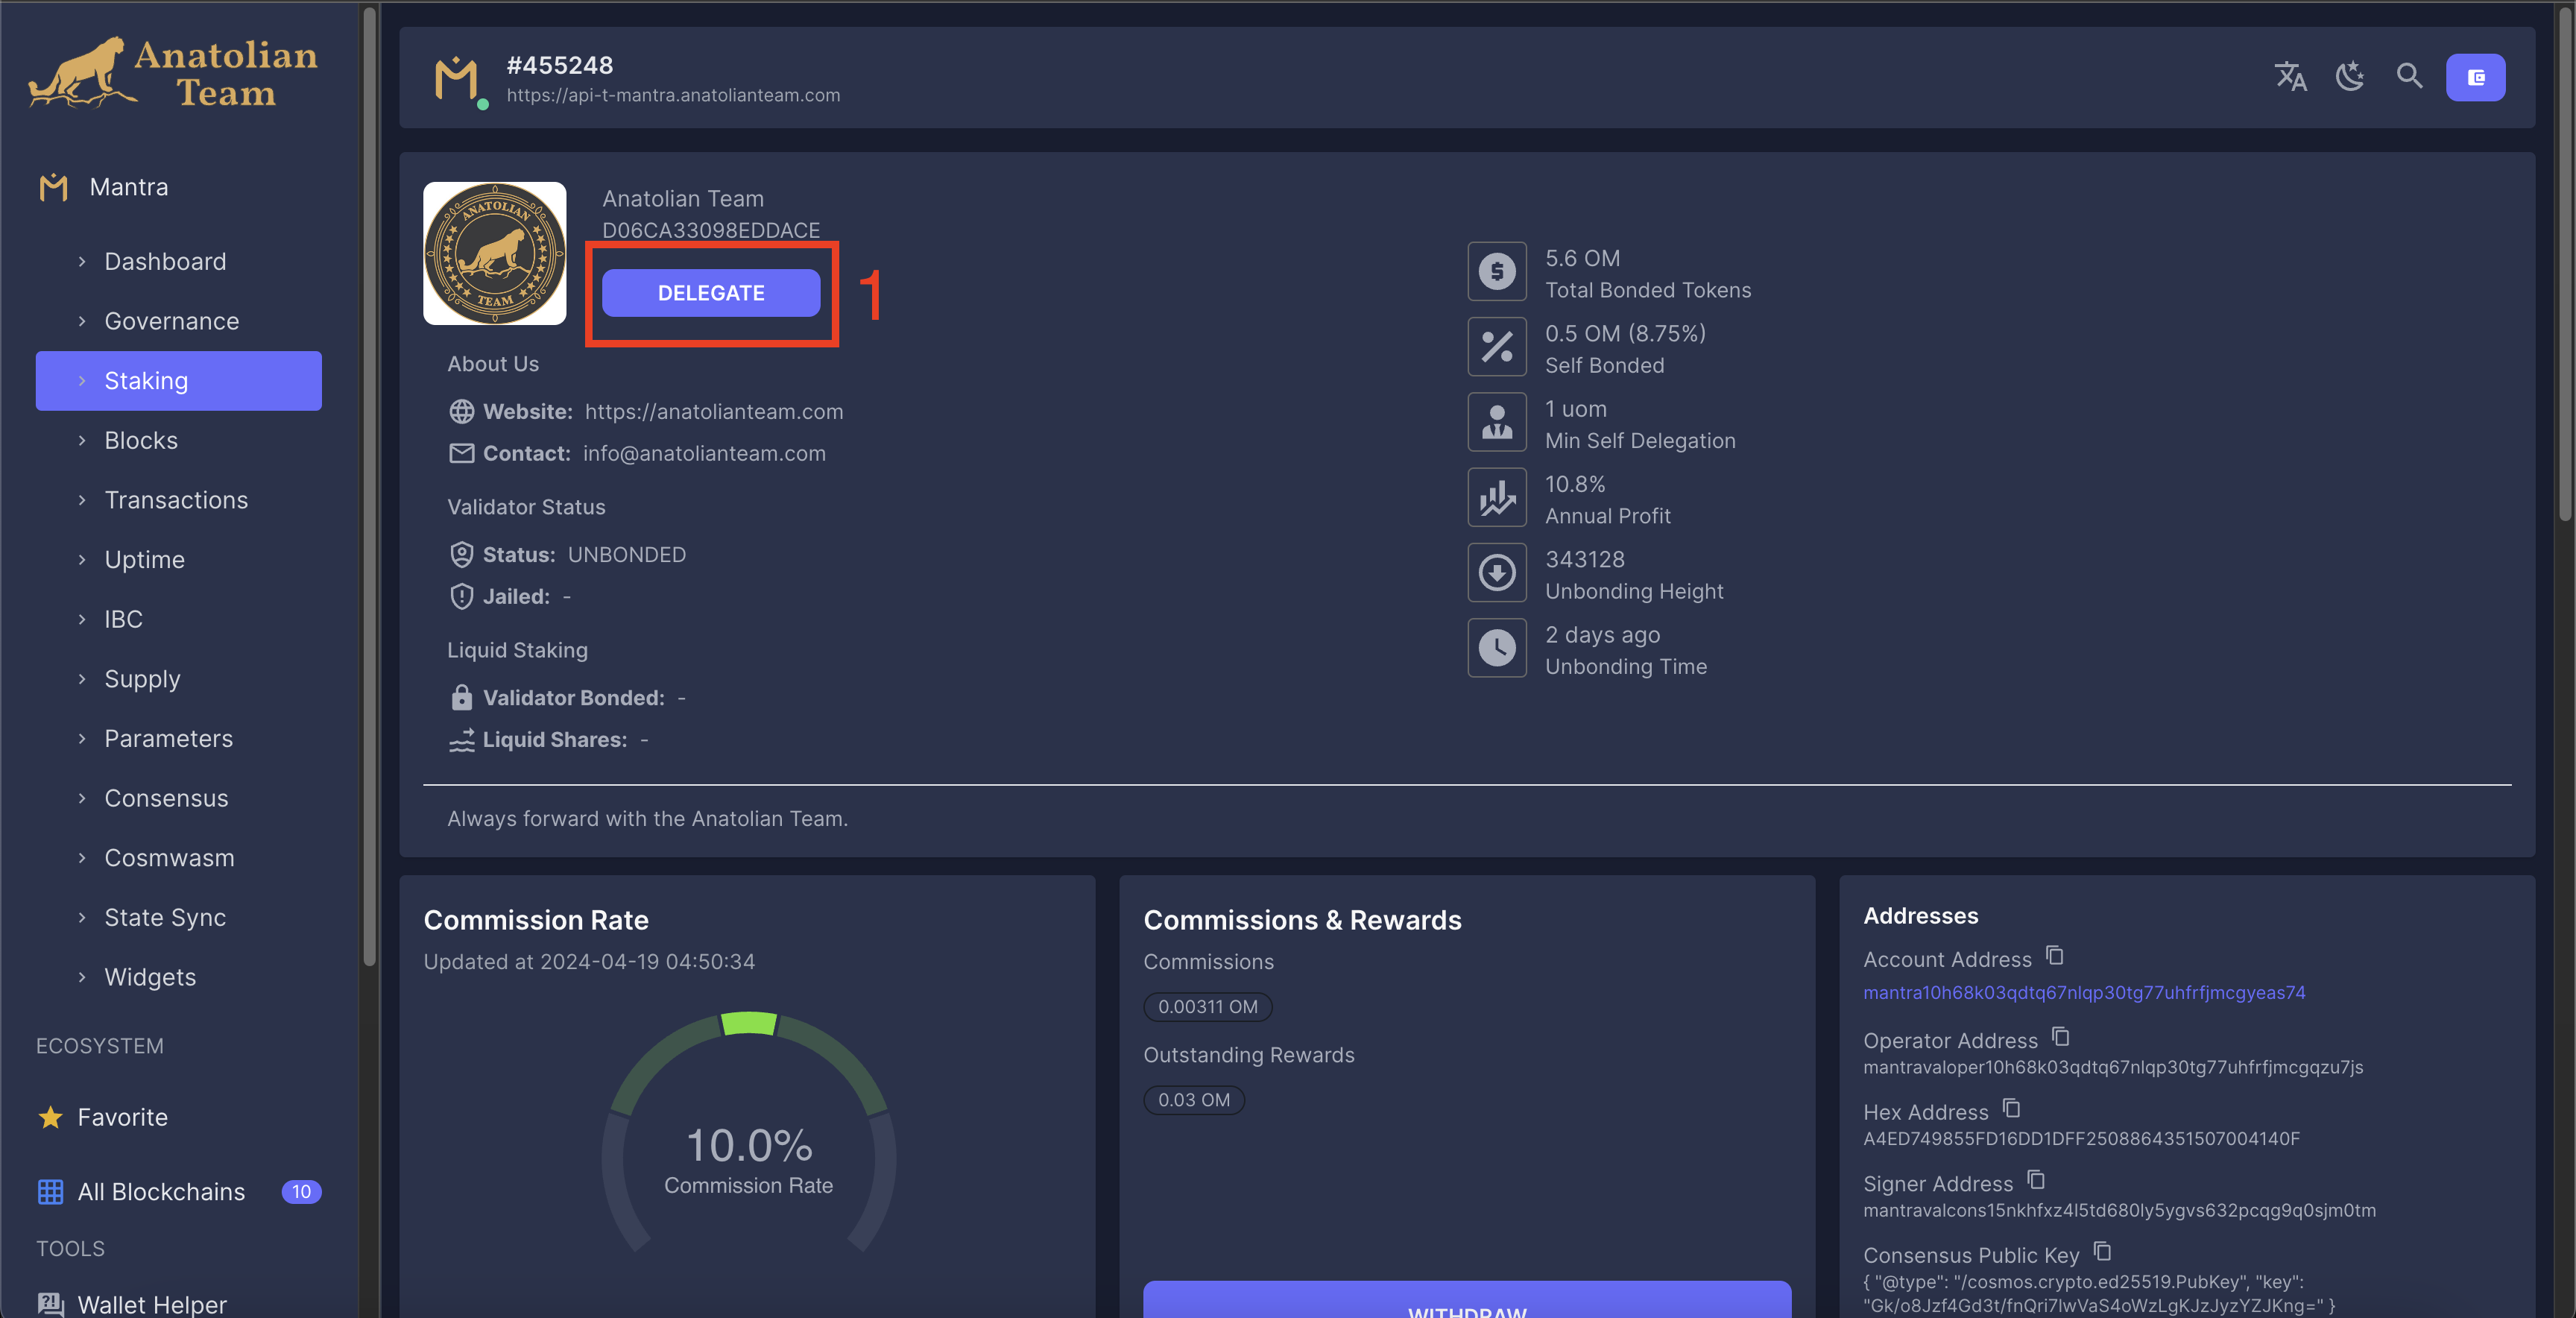 Anatolian
Team
Mantra
Dashboard
Governance
Staking
Blocks
Transactions
Uptime
IBC
Supply
Parameters
Consensus
Cosmwasm
State Sync
Widgets
ECOSYSTEM
Favorite
All Blockchains 10
TOOLS
Wallet Helper
#455248
https://api-t-mantra.anatolianteam.com
ANATOLIAN
TEAM
Anatolian Team
D06CA33098EDDACE
DELEGATE
1
About Us
Website: https://anatolianteam.com
Contact: info@anatolianteam.com
Validator Status
Status: UNBONDED
Jailed: -
Liquid Staking
Validator Bonded: -
Liquid Shares: -
5.6 OM
Total Bonded Tokens
0.5 OM (8.75%)
Self Bonded
1 uom
Min Self Delegation
10.8%
Annual Profit
343128
Unbonding Height
2 days ago
Unbonding Time
Always forward with the Anatolian Team.
Commission Rate
Updated at 2024-04-19 04:50:34
10.0%
Commission Rate
Commissions & Rewards
Commissions
0.00311 OM
Outstanding Rewards
0.03 OM
WITHDRAW
Addresses
Account Address
mantra10h68k03qdtq67nlqp30tg77uhfrfjmcgyeas74
Operator Address
mantravaloper10h68k03qdtq67nlqp30tg77uhfrfjmcgqzu7js
Hex Address
A4ED749855FD16DD1DFF2508864351507004140F
Signer Address
mantravalcons15nkhfxz4l5td680ly5ygvs632pcqg9q0sjm0tm
Consensus Public Key
{ "@type": "/cosmos.crypto.ed25519.PubKey", "key":
"Gk/o8Jzf4Gd3t/fnQri7lwVaS4oWzLgKJzJyzYZJKng=" }